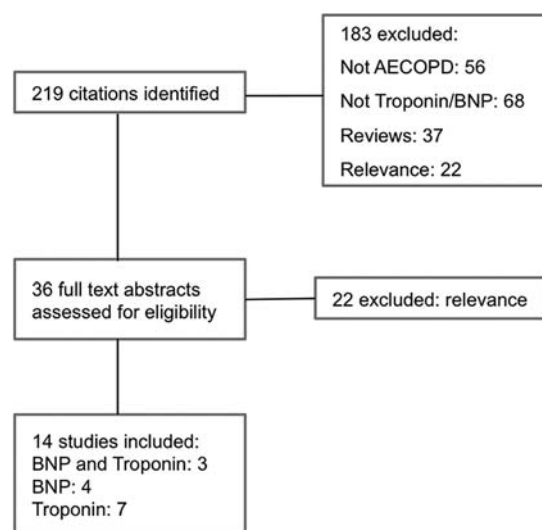 219 citations identified
183 excluded:
Not AECOPD: 56
Not Troponin/BNP: 68
Reviews: 37
Relevance: 22
36 full text abstracts
assessed for eligibility
22 excluded: relevance
14 studies included:
BNP and Troponin: 3
BNP: 4
Troponin: 7